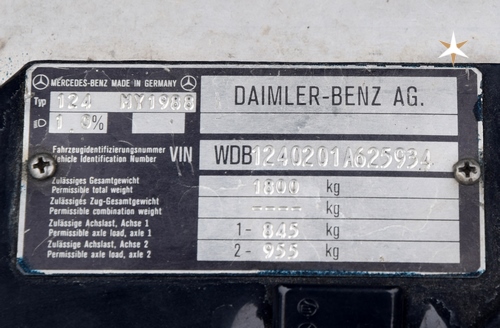 MERCEDES-BENZ MADE IN GERMANY
Typ 124 MY1988
DAIMLER-BENZ AG.
1.0%
Fahrzeugidentifizierungsnummer
Vehicle Identification Number
VIN WDB1240201A625934
Zulässiges Gesamtgewicht
Permissible total weight
1800 kg
Zulässiges Zug-Gesamtgewicht
Permissible combination weight
---- kg
Zulässige Achslast, Achse 1
Permissible axle load, axle 1
1- 845 kg
Zulässige Achslast, Achse 2
Permissible axle load, axle 2
2- 955 kg